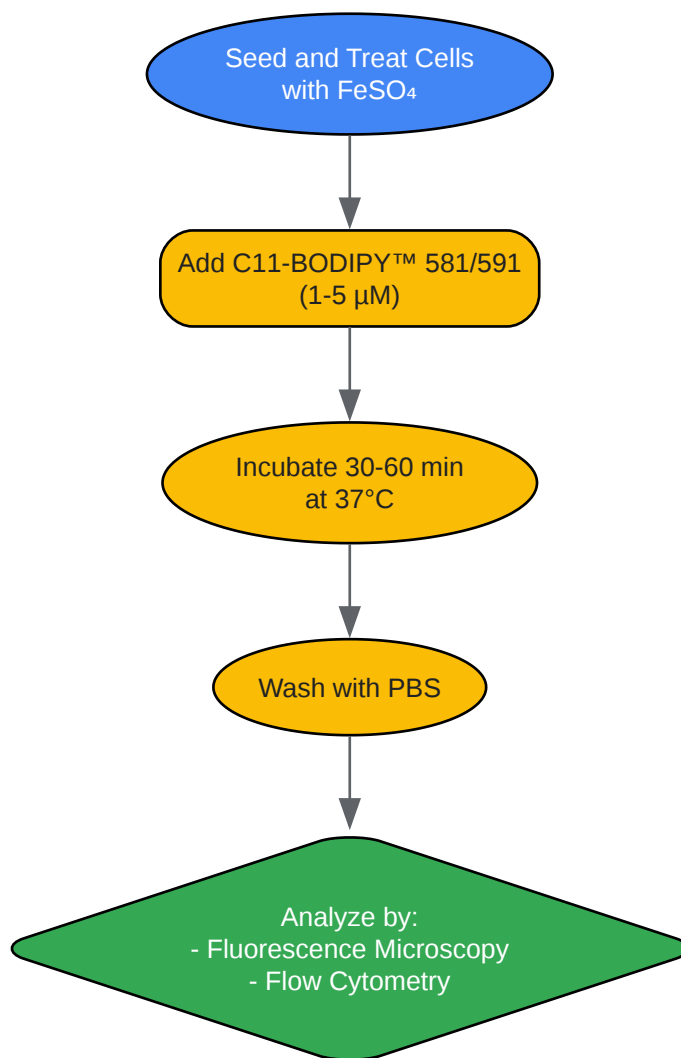 Seed and Treat Cells
with FeSO₄
Add C11-BODIPY™ 581/591
(1-5 µM)
Incubate 30-60 min
at 37°C
Wash with PBS
Analyze by:
- Fluorescence Microscopy
- Flow Cytometry